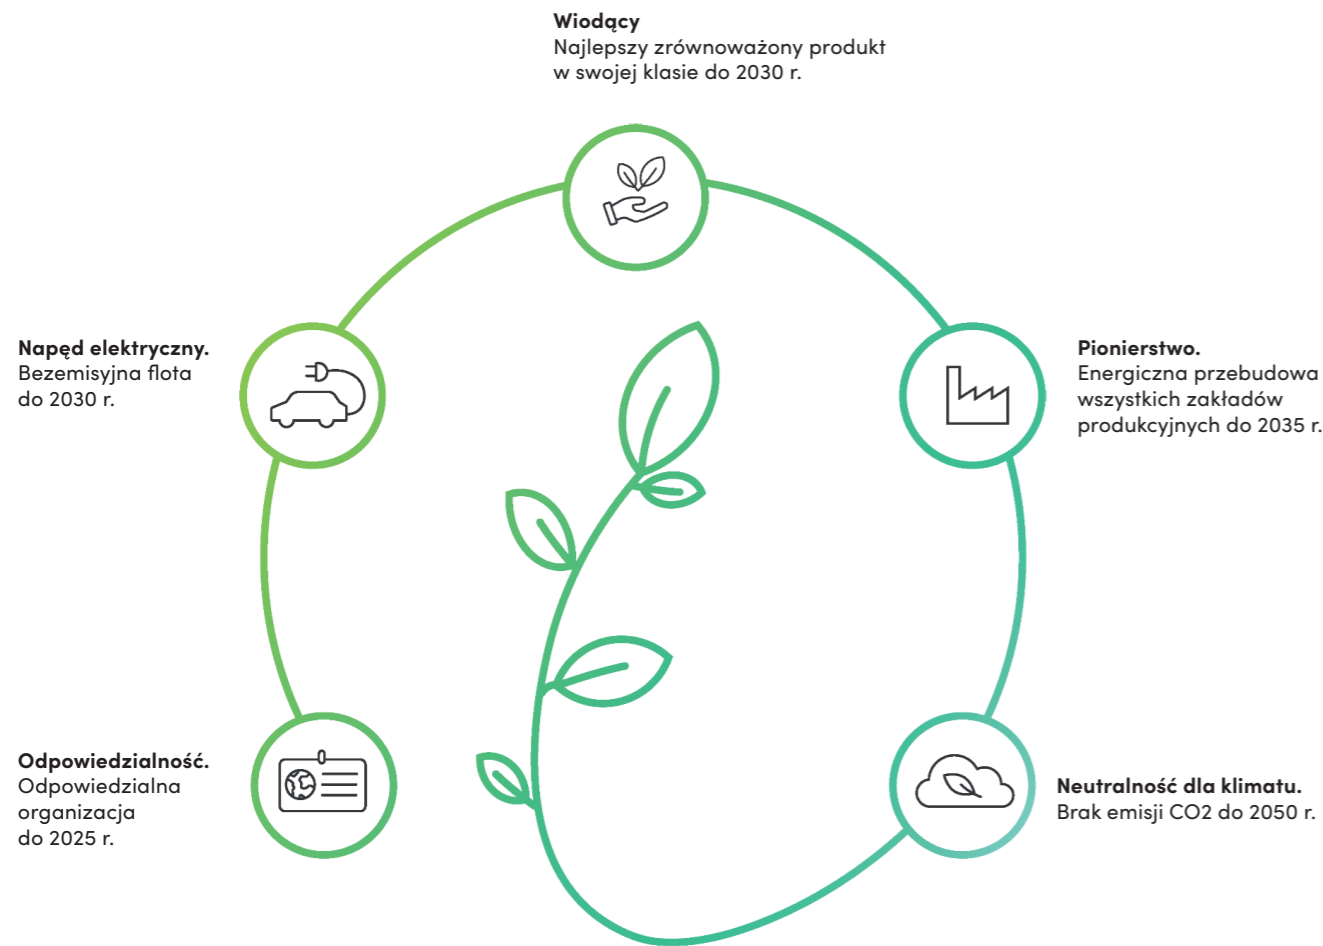 Wiodący
Najlepszy zrównoważony produkt
w swojej klasie do 2030 r.
Napęd elektryczny.
Bezemisyjna flota
do 2030 r.
Pionierstwo.
Energiczna przebudowa
wszystkich zakładów
produkcyjnych do 2035 r.
Odpowiedzialność.
Odpowiedzialna
organizacja
do 2025 r.
Neutralność dla klimatu.
Brak emisji CO2 do 2050 r.